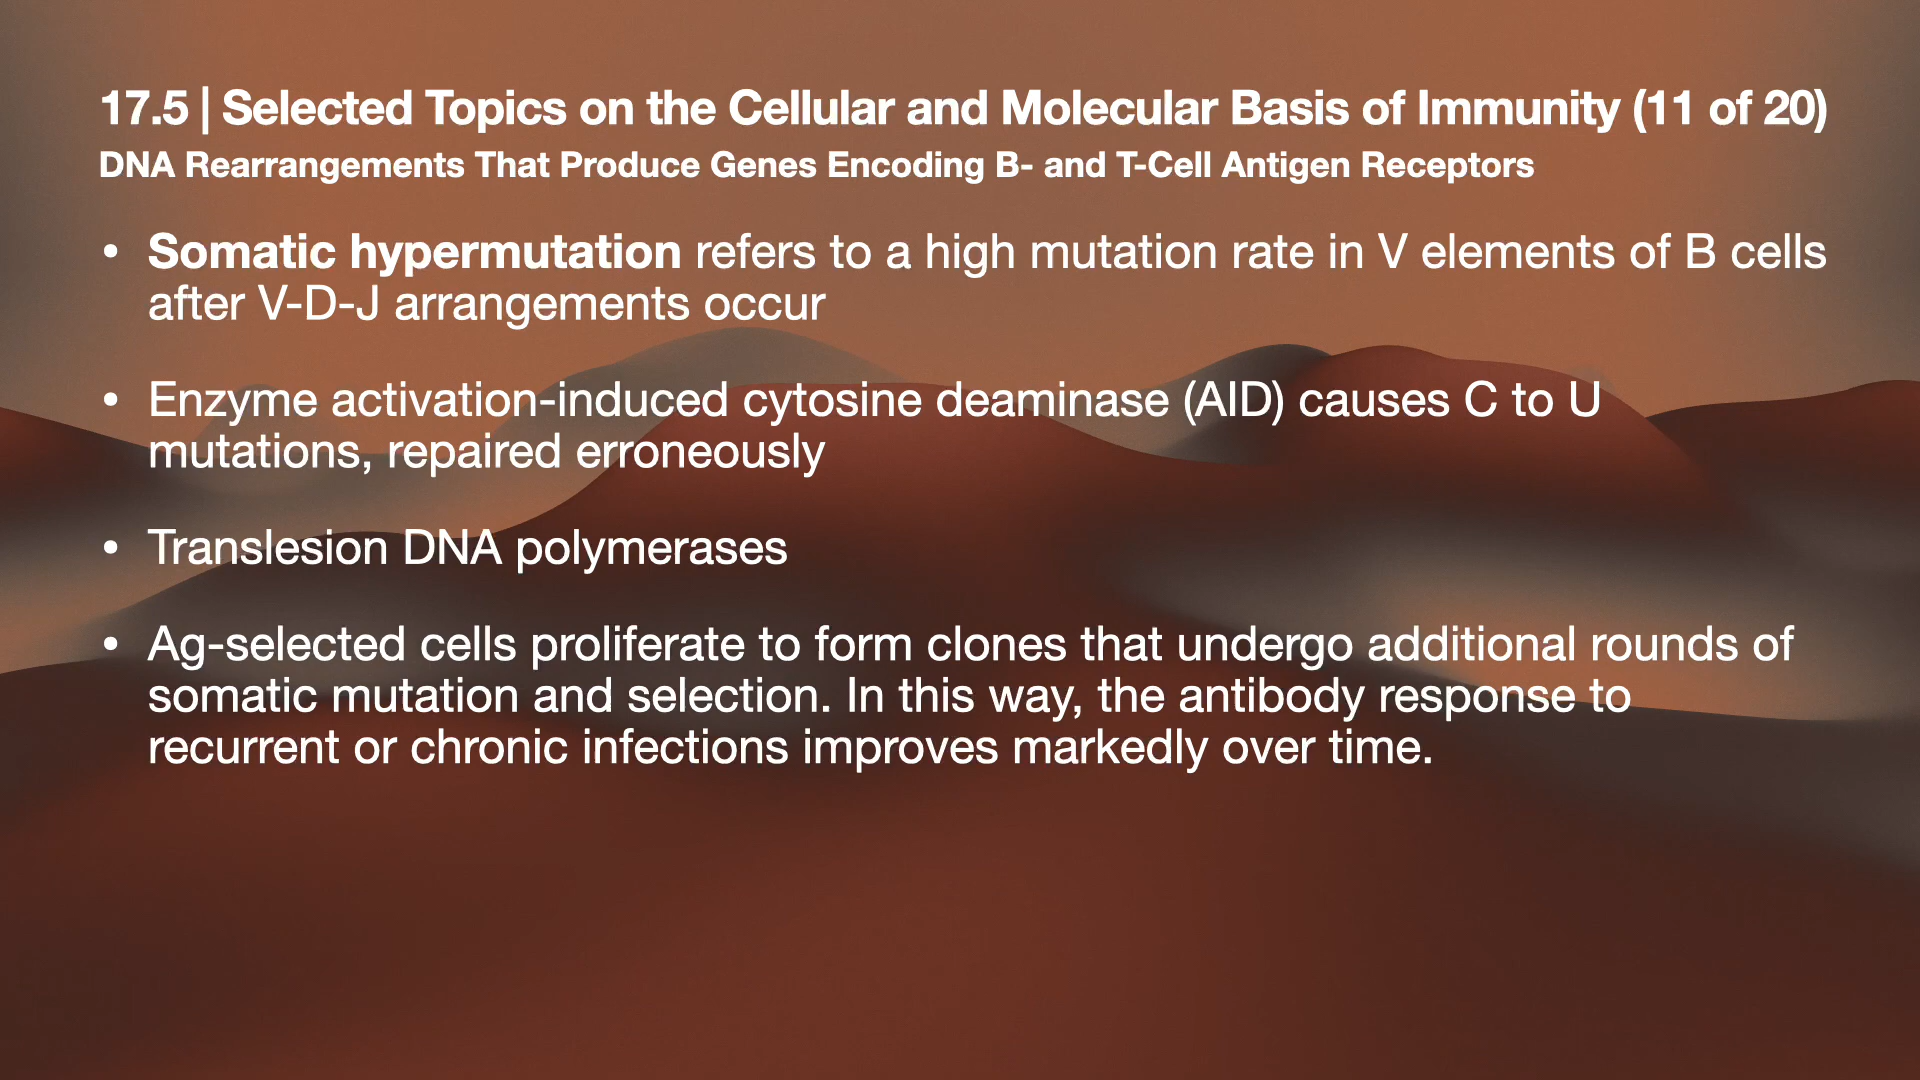 17.5 | Selected Topics on the Cellular and Molecular Basis of Immunity (11 of 20)
DNA Rearrangements That Produce Genes Encoding B- and T-Cell Antigen Receptors
• Somatic hypermutation refers to a high mutation rate in V elements of B cells
after V-D-J arrangements occur
• Enzyme activation-induced cytosine deaminase (AID) causes C to U
mutations, repaired erroneously
• Translesion DNA polymerases
• Ag-selected cells proliferate to form clones that undergo additional rounds of
somatic mutation and selection. In this way, the antibody response to
recurrent or chronic infections improves markedly over time.